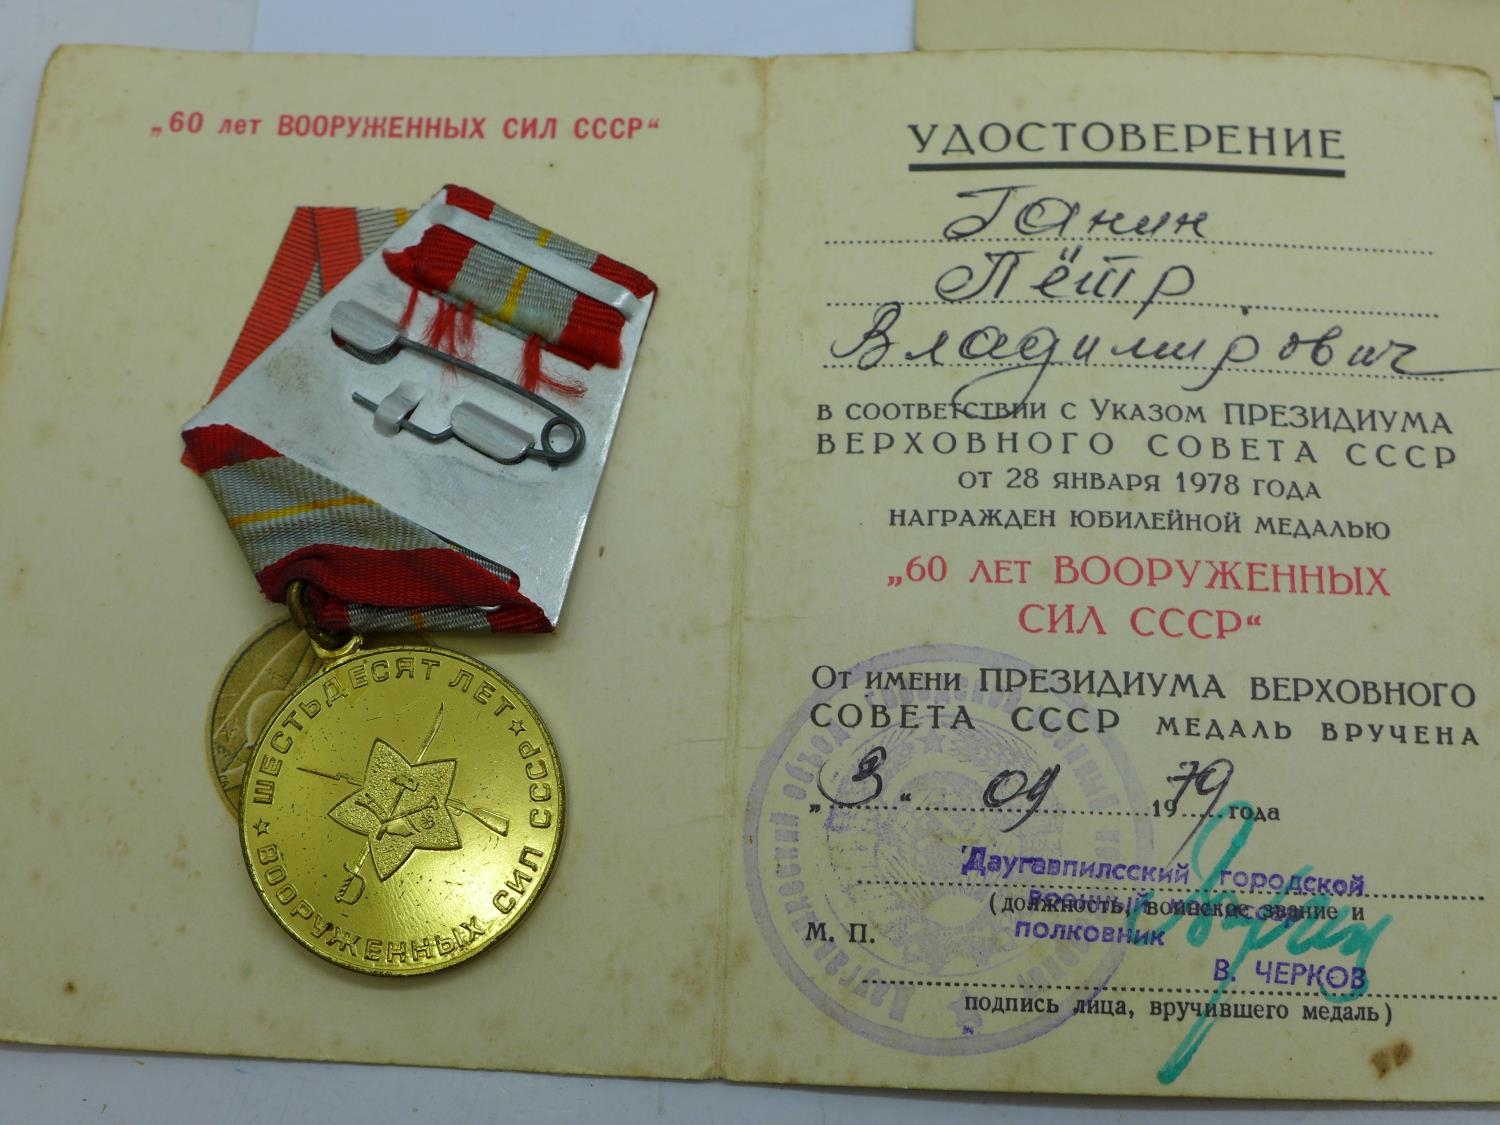 „60 лет ВООРУЖЕННЫХ СИЛ СССР“
ШЕСТЬДЕСЯТ ЛЕТ
ВООРУЖЕННЫХ СИЛ СССР
УДОСТОВЕРЕНИЕ
Ганин
Пётр
Владимирович
В СООТВЕТСТВИИ С УКАЗОМ ПРЕЗИДИУМА
ВЕРХОВНОГО СОВЕТА СССР
ОТ 28 ЯНВАРЯ 1978 ГОДА
НАГРАЖДЕН ЮБИЛЕЙНОЙ МЕДАЛЬЮ
„60 ЛЕТ ВООРУЖЕННЫХ
СИЛ СССР“
ОТ ИМЕНИ ПРЕЗИДИУМА ВЕРХОВНОГО
СОВЕТА СССР МЕДАЛЬ ВРУЧЕНА
„3“ 09 1979 года
Даугавпилсский городской
военный комиссар
(должность, воинское звание и
М. П.
полковник
В. ЧЕРКОВ
подпись лица, вручившего медаль)